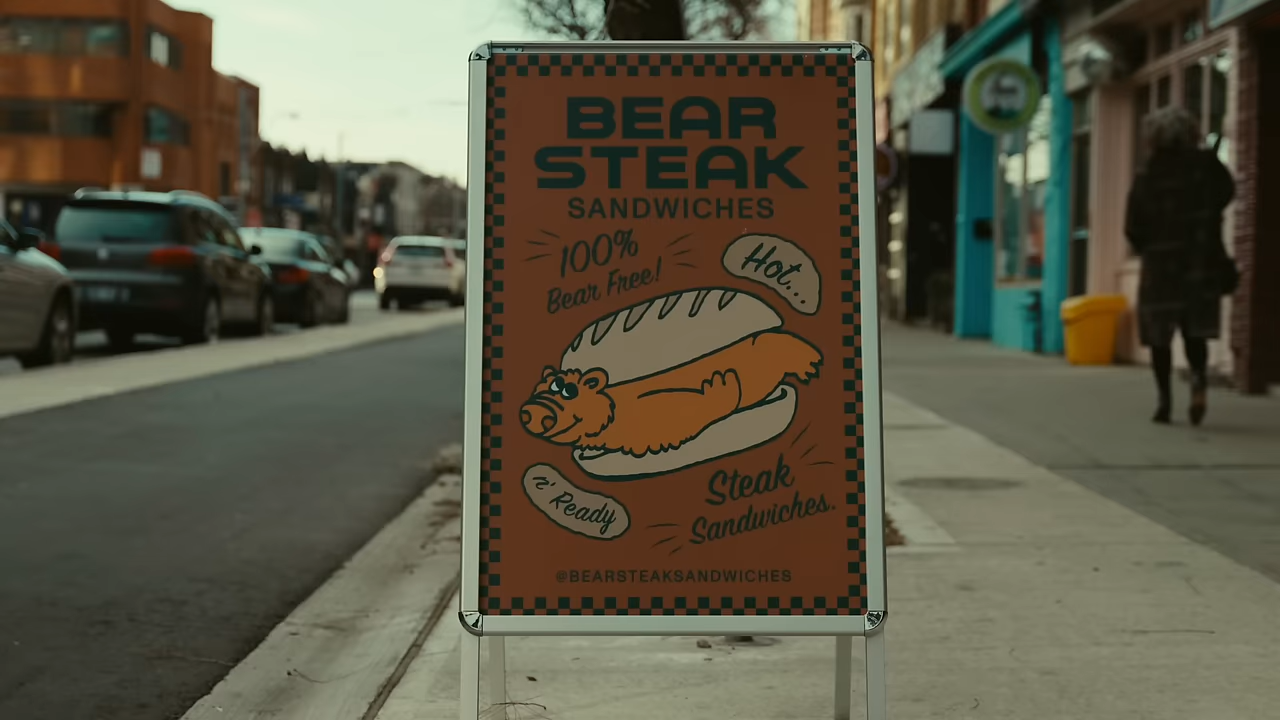 BEAR
STEAK
SANDWICHES
100%
Bear Free!
Hot...
n' Ready
Steak
Sandwiches.
@BEARSTEAKSANDWICHES